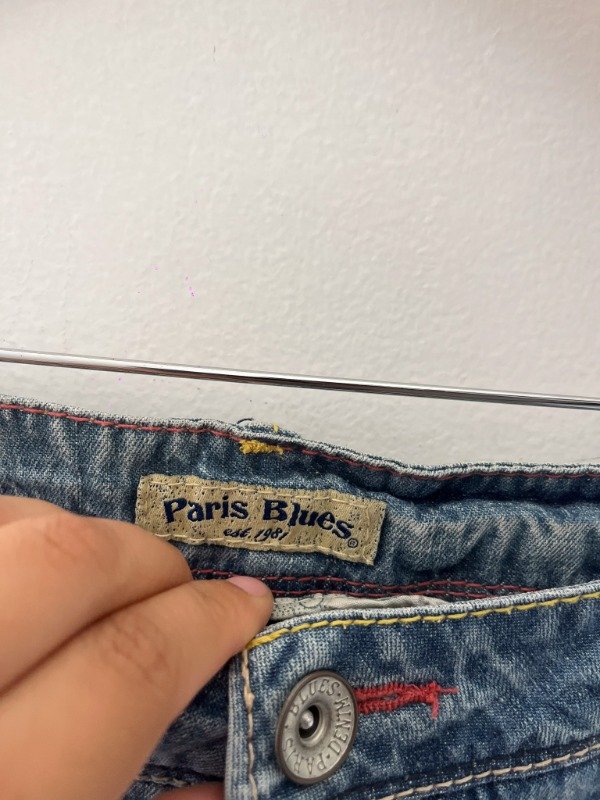 Paris Blues®
est. 1981
PARIS·BLUES·DENIM·